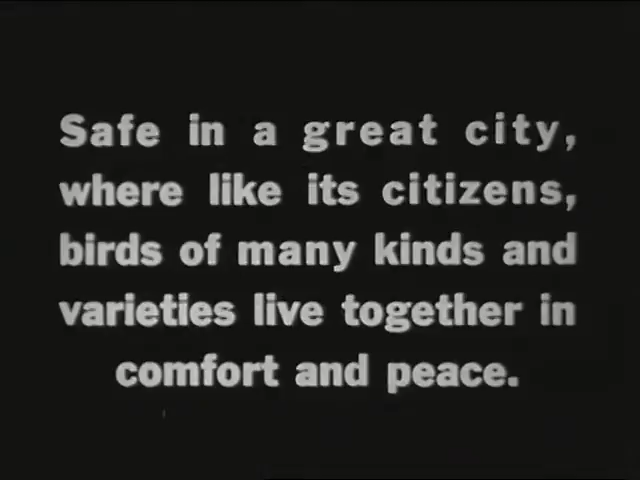 Safe in a great city,
where like its citizens,
birds of many kinds and
varieties live together in
comfort and peace.